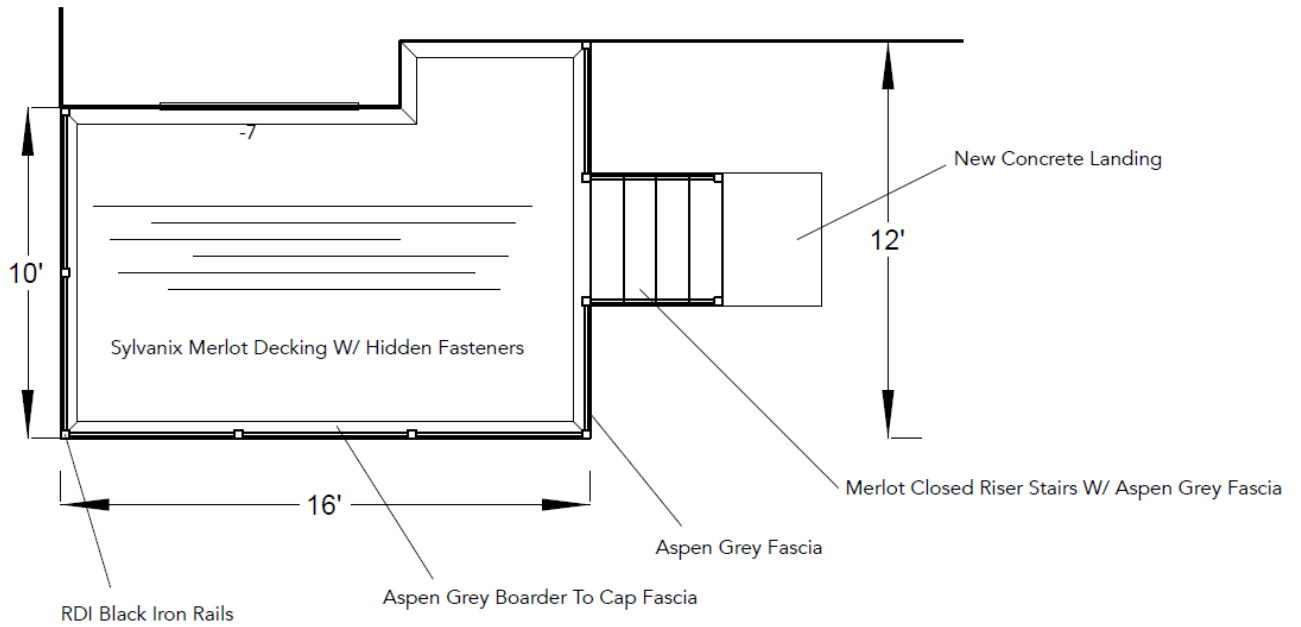 -7
New Concrete Landing
12'
10'
Sylvanix Merlot Decking W/ Hidden Fasteners
Merlot Closed Riser Stairs W/ Aspen Grey Fascia
16'
Aspen Grey Fascia
Aspen Grey Boarder To Cap Fascia
RDI Black Iron Rails